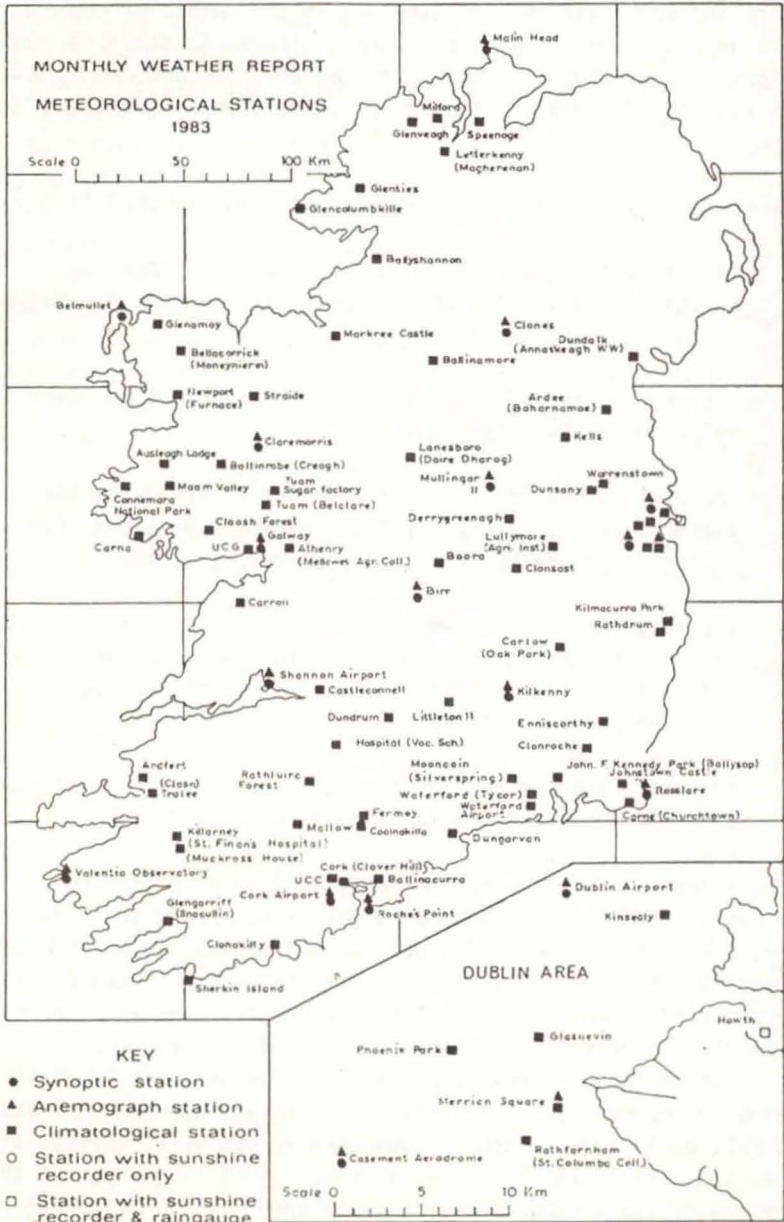 MONTHLY WEATHER REPORT
METEOROLOGICAL STATIONS
1983
Scale 0 50 100 Km
Malin Head
Milford
Glenveagh
Speenoge
Letterkenny
(Magherenan)
Glenties
Glencolumbkille
Ballyshannon
Belmullet
Glenamoy
Markree Castle
Clones
Dundalk
(Annaskeagh WW)
Bellacorrick
(Moneynierin)
Ballinamore
Newport
(Furnace)
Straide
Ardee
(Boharnamoe)
Claremorris
Kells
Lanesboro
(Daire Dharog)
Aasleagh Lodge
Ballinrobe (Creagh)
Mullingar
II
Warrenstown
Dunsany
Maam Valley
Tuam
Sugar factory
Connemara
National Park
Tuam (Belclare)
Derrygreenagh
Cloosh Forest
Galway
Lullymore
(Agri. Inst.)
Carna
UCG
Athenry
(Mellowes Agr. Coll.)
Boora
Clonsast
Birr
Carron
Kilmacurra Park
Rathdrum
Carlow
(Oak Park)
Shannon Airport
Castleconnell
Kilkenny
Littleton II
Dundrum
Enniscorthy
Hospital (Voc. Sch.)
Clonroche
Ardfert
(Clash)
Tralee
Rathluirc
Forest
Mooncoin
(Silverspring)
John. F. Kennedy Park (Ballysop)
Johnstown Castle
Waterford (Tycor)
Rosslare
Waterford
Airport
Carne (Churchtown)
Fermoy
Mallow
Coolnakilla
Dungarvan
Killarney
(St. Finan's Hospital)
(Muckross House)
Valentia Observatory
Cork (Clover Hill)
UCC
Ballinacurra
Cork Airport
Roche's Point
Glengarriff
(Ilnacullin)
Clonakilty
Sherkin Island
DUBLIN AREA
Dublin Airport
Kinsealy
Howth
Glasnevin
Phoenix Park
Merrion Square
Rathfarnham
(St. Columba Coll.)
Casement Aerodrome
Scale 0 5 10 Km
KEY
Synoptic station
Anemograph station
Climatological station
Station with sunshine
recorder only
Station with sunshine
recorder & raingauge